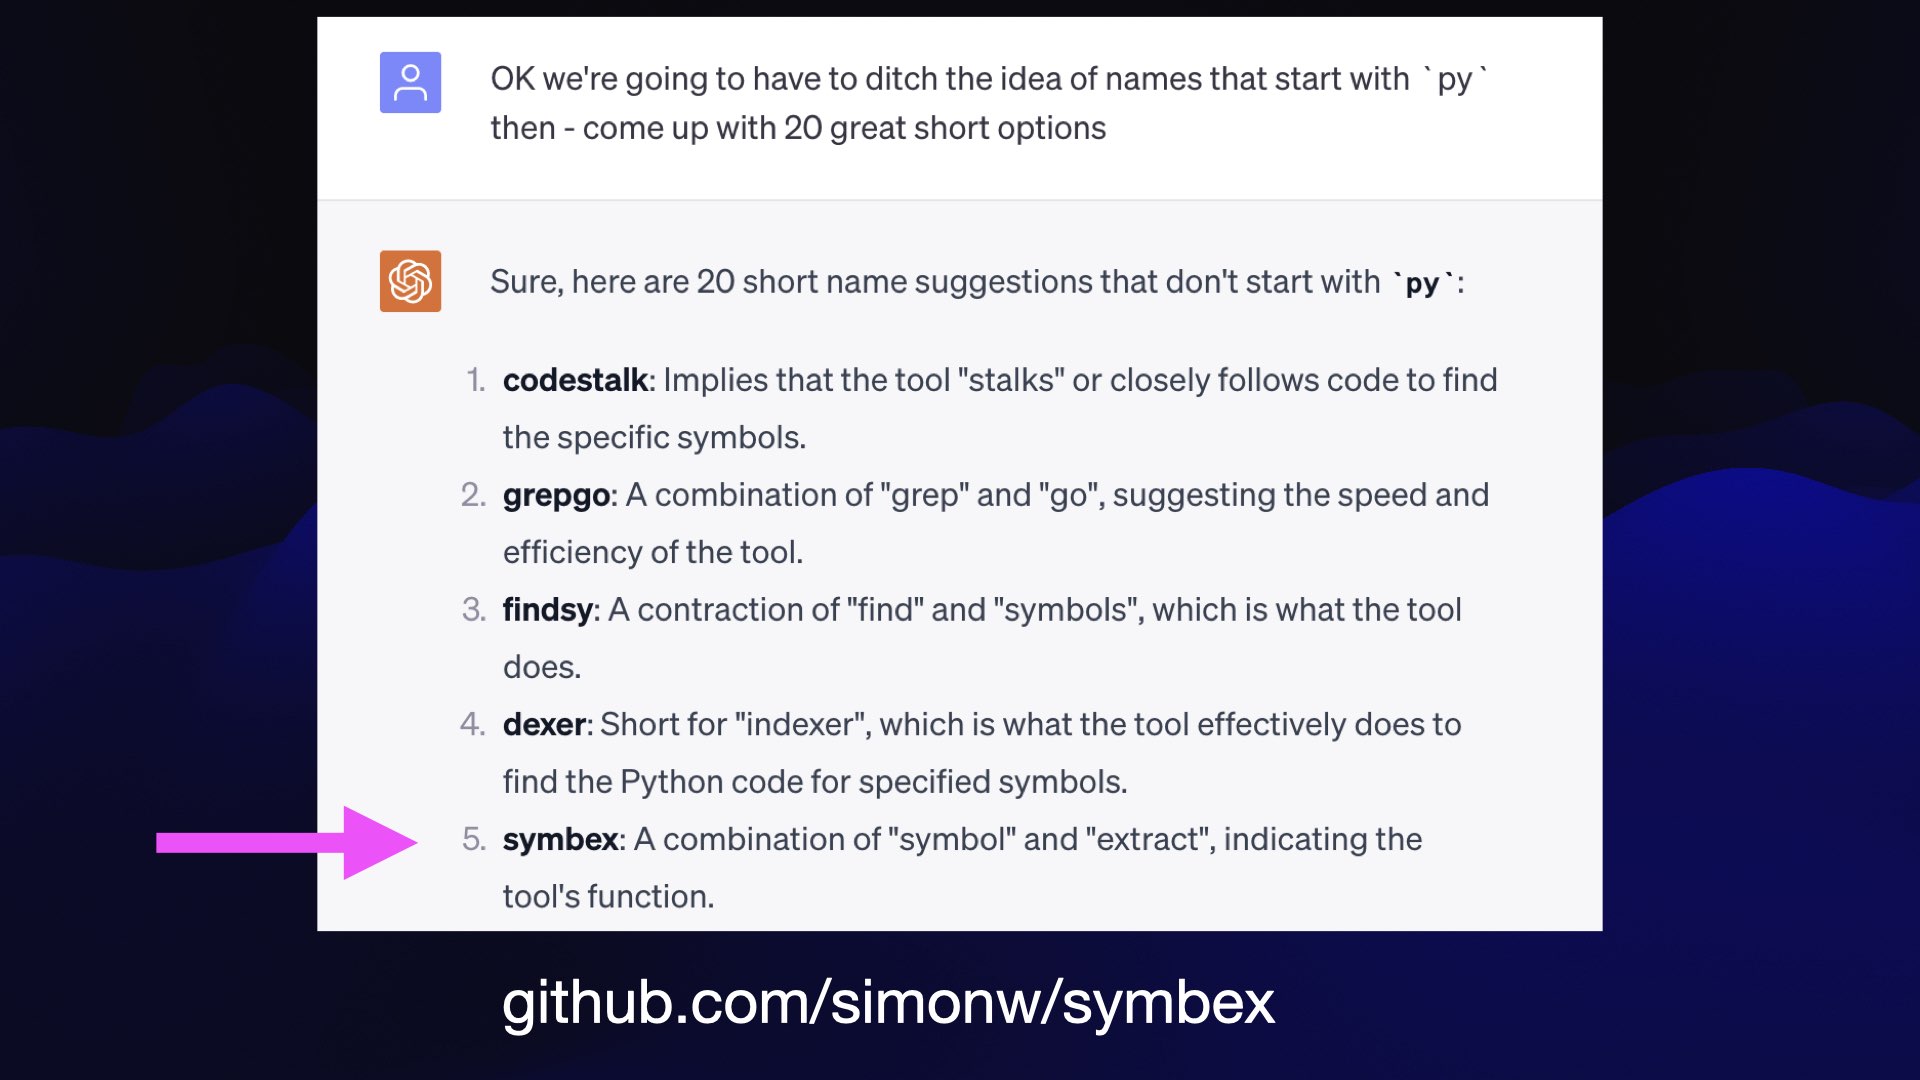 OK we're going to have to ditch the idea of names that start with `py`
then - come up with 20 great short options
Sure, here are 20 short name suggestions that don't start with `py`:
1. codestalk: Implies that the tool "stalks" or closely follows code to find
the specific symbols.
2. grepgo: A combination of "grep" and "go", suggesting the speed and
efficiency of the tool.
3. findsy: A contraction of "find" and "symbols", which is what the tool
does.
4. dexer: Short for "indexer", which is what the tool effectively does to
find the Python code for specified symbols.
5. symbex: A combination of "symbol" and "extract", indicating the
tool's function.
github.com/simonw/symbex